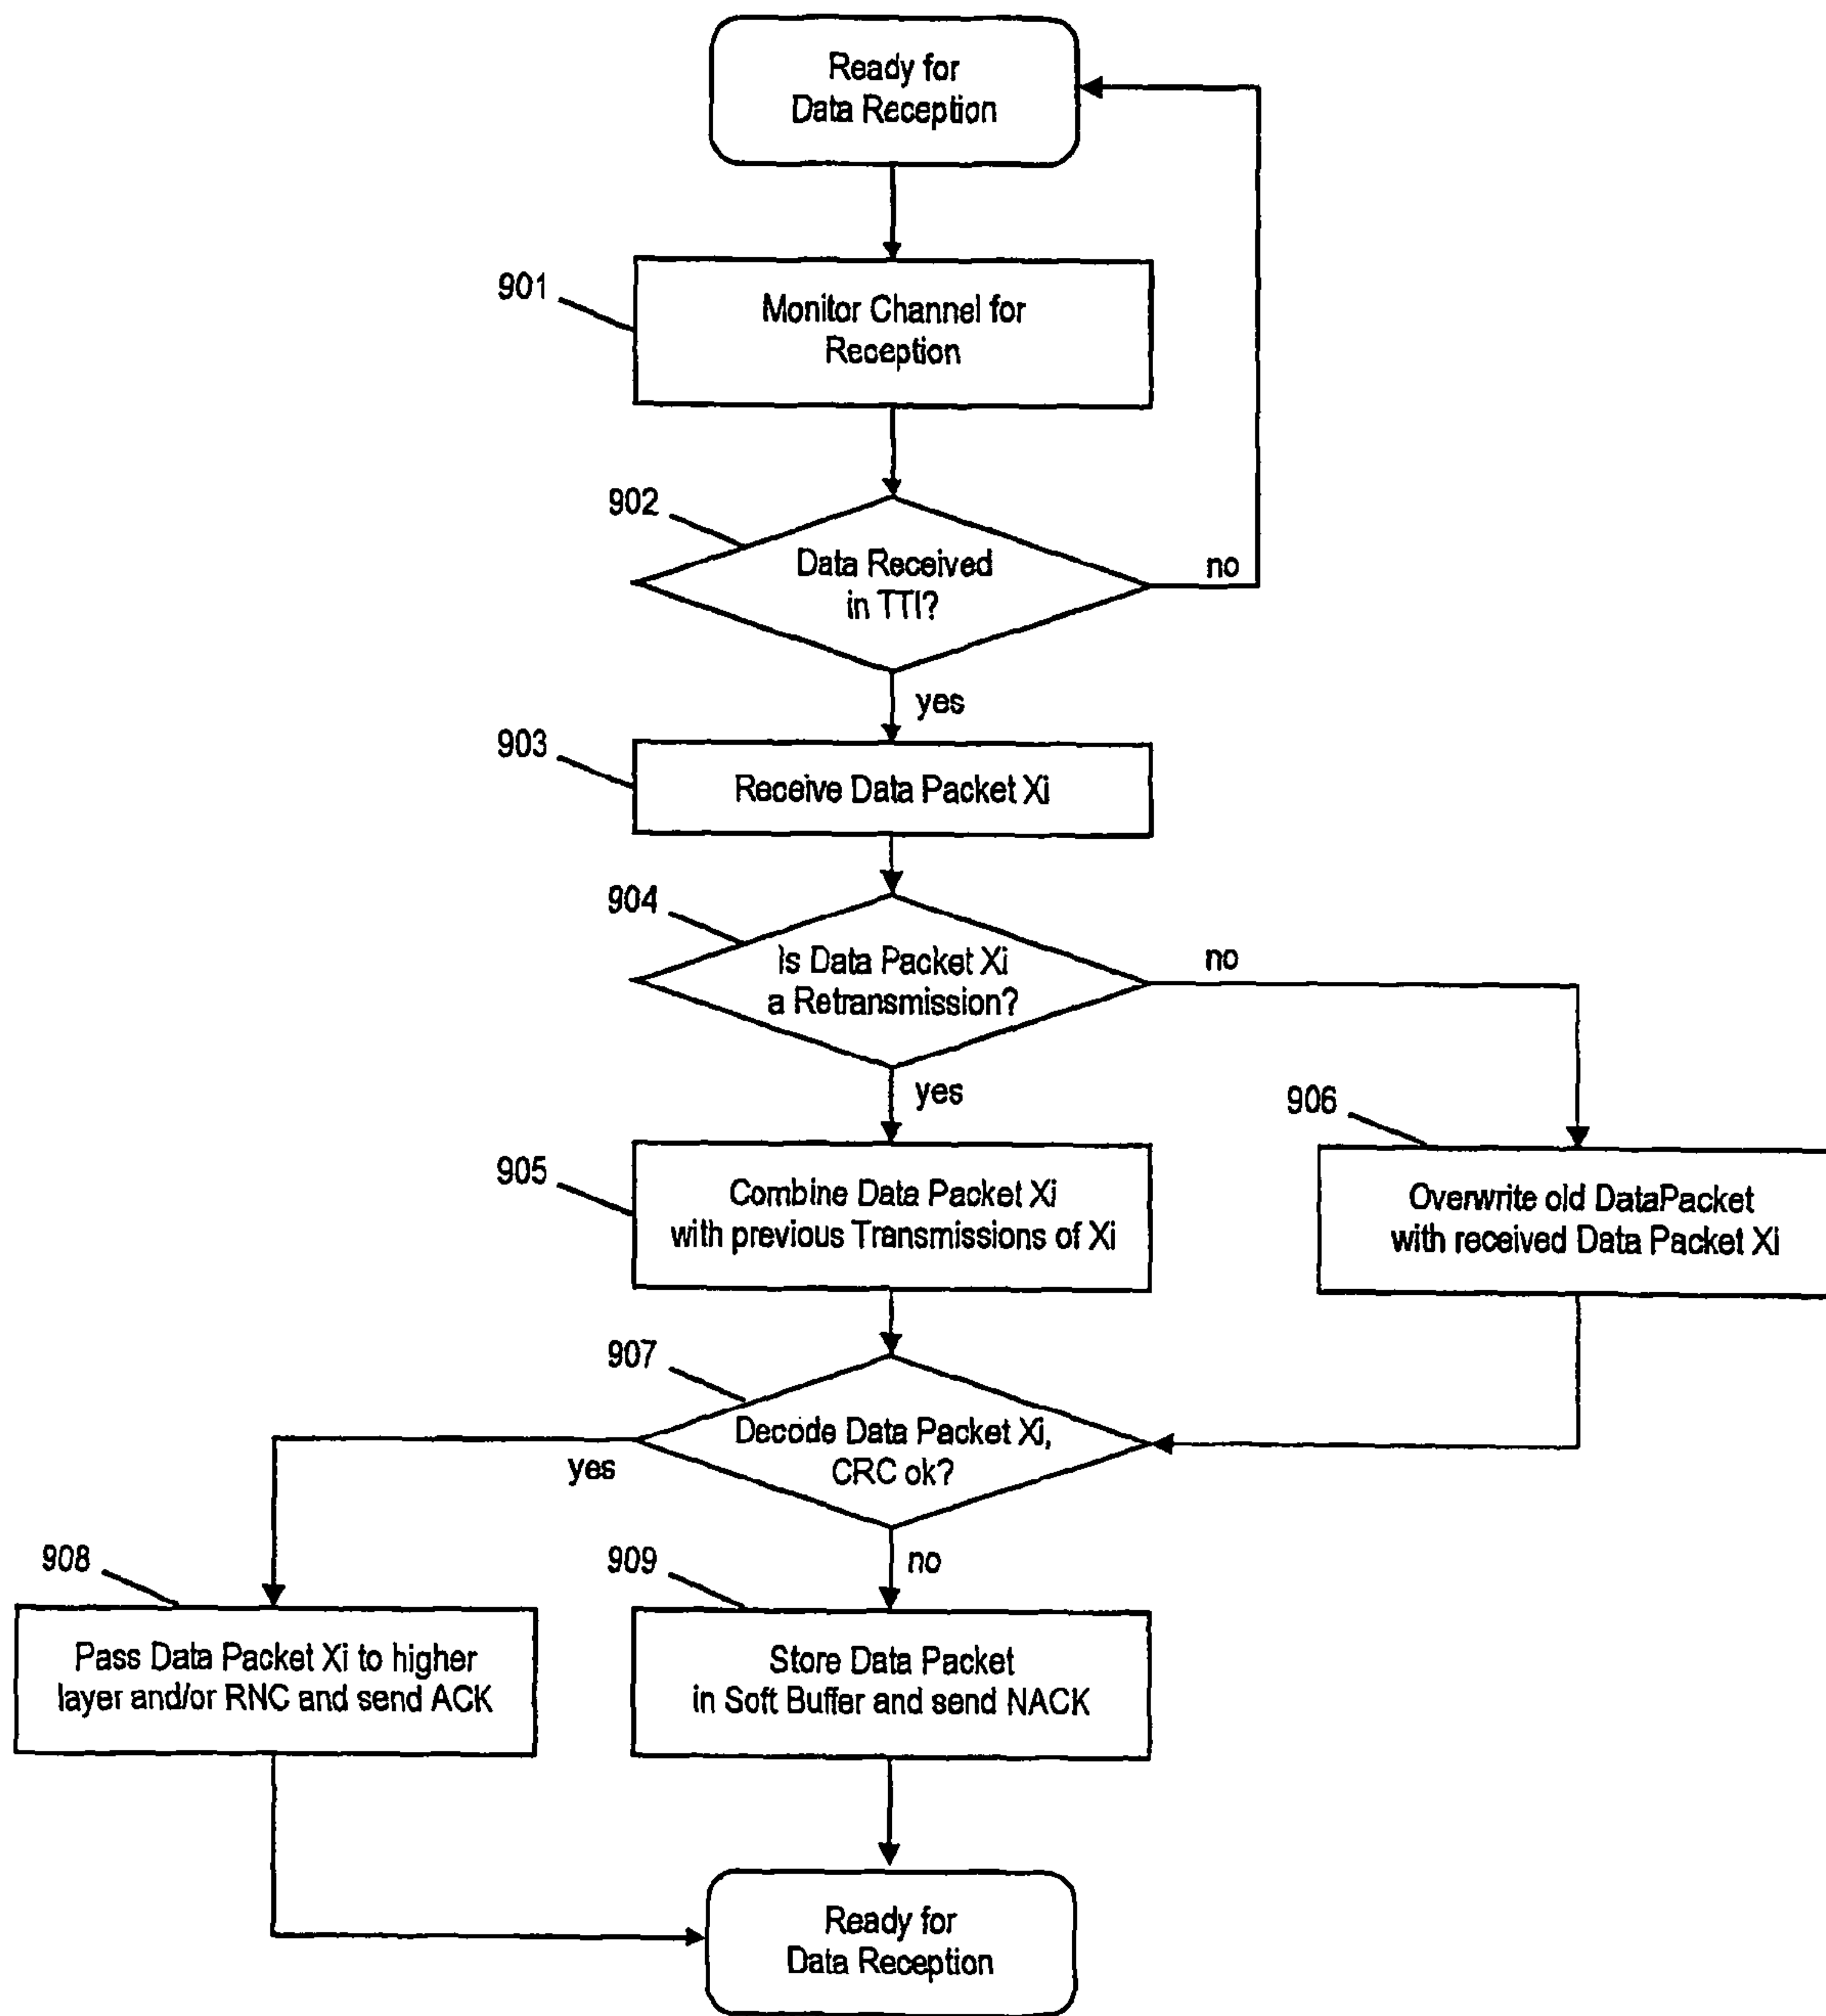 Ready for
Data Reception
901
Monitor Channel for
Reception
902
Data Received
in TTI?
no
yes
903
Receive Data Packet Xi
904
Is Data Packet Xi
a Retransmission?
no
yes
905
Combine Data Packet Xi
with previous Transmissions of Xi
906
Overwrite old DataPacket
with received Data Packet Xi
907
Decode Data Packet Xi,
CRC ok?
yes
no
908
Pass Data Packet Xi to higher
layer and/or RNC and send ACK
909
Store Data Packet
in Soft Buffer and send NACK
Ready for
Data Reception